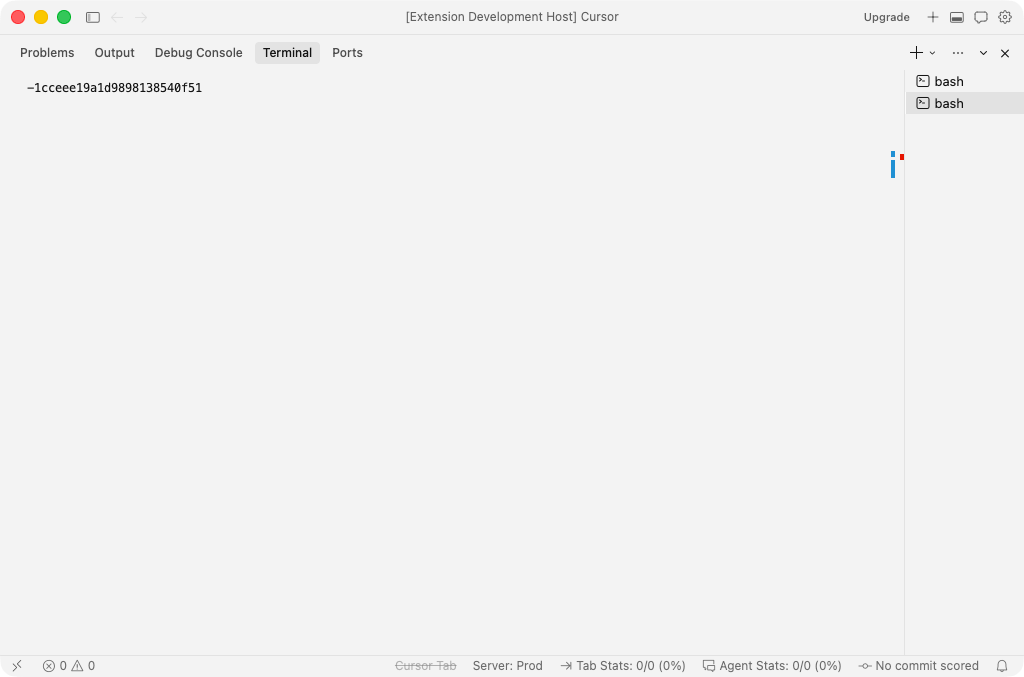 [Extension Development Host] Cursor
Upgrade
Problems Output Debug Console Terminal Ports
-1cceee19a1d9898138540f51
bash
bash
0 0 Cursor Tab Server: Prod Tab Stats: 0/0 (0%) Agent Stats: 0/0 (0%) No commit scored